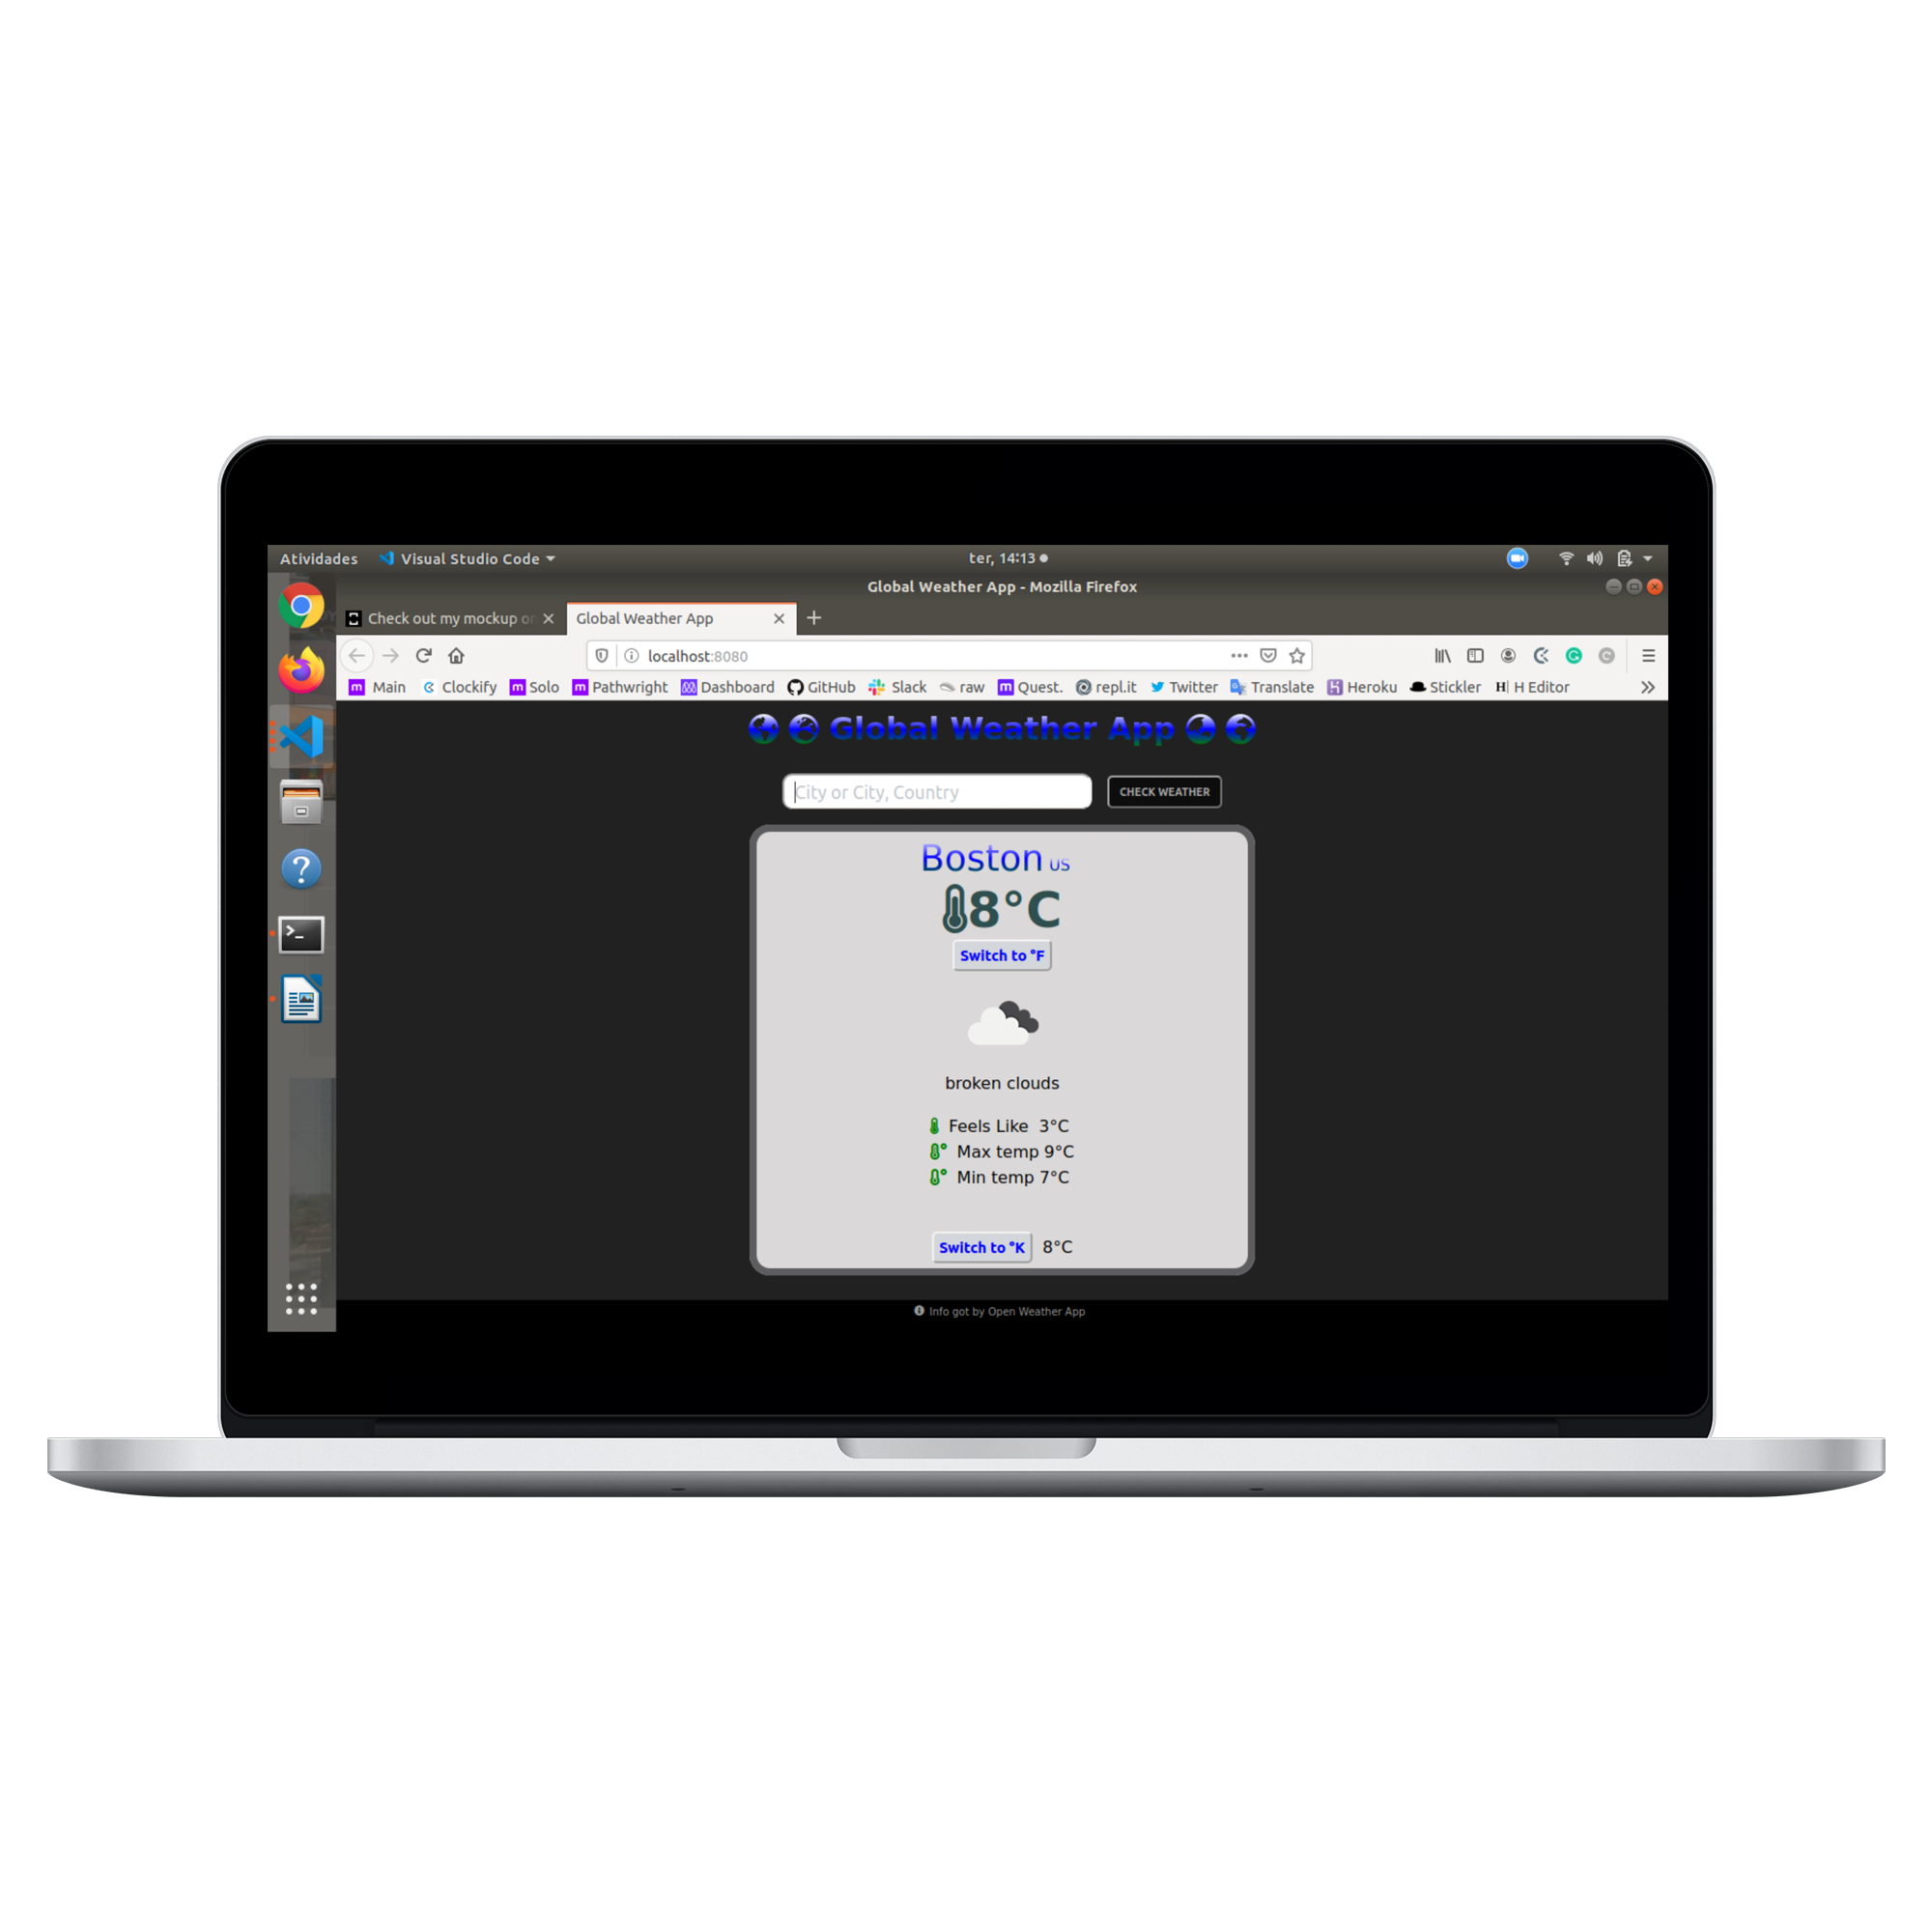 Atividades Visual Studio Code ter, 14:13
Global Weather App - Mozilla Firefox
Check out my mockup or Global Weather App
localhost:8080
Main Clockify Solo Pathwright Dashboard GitHub Slack raw Quest. repl.it Twitter Translate Heroku Stickler H Editor
Global Weather App
City or City, Country CHECK WEATHER
Boston US
8°C
Switch to °F
broken clouds
Feels Like 3°C
Max temp 9°C
Min temp 7°C
Switch to °K 8°C
Info got by Open Weather App